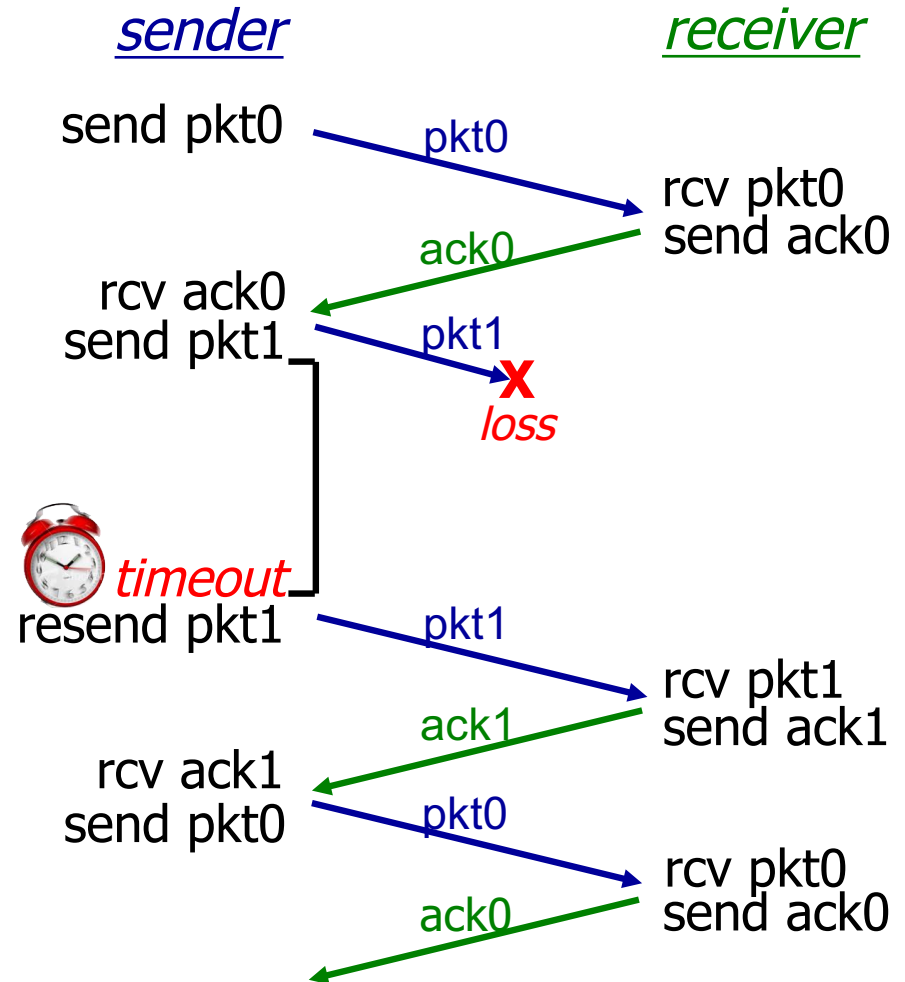 sender
receiver
send pkt0
pkt0
rcv pkt0
send ack0
ack0
rcv ack0
send pkt1
pkt1
X
loss
timeout
resend pkt1
pkt1
rcv pkt1
send ack1
ack1
rcv ack1
send pkt0
pkt0
rcv pkt0
send ack0
ack0